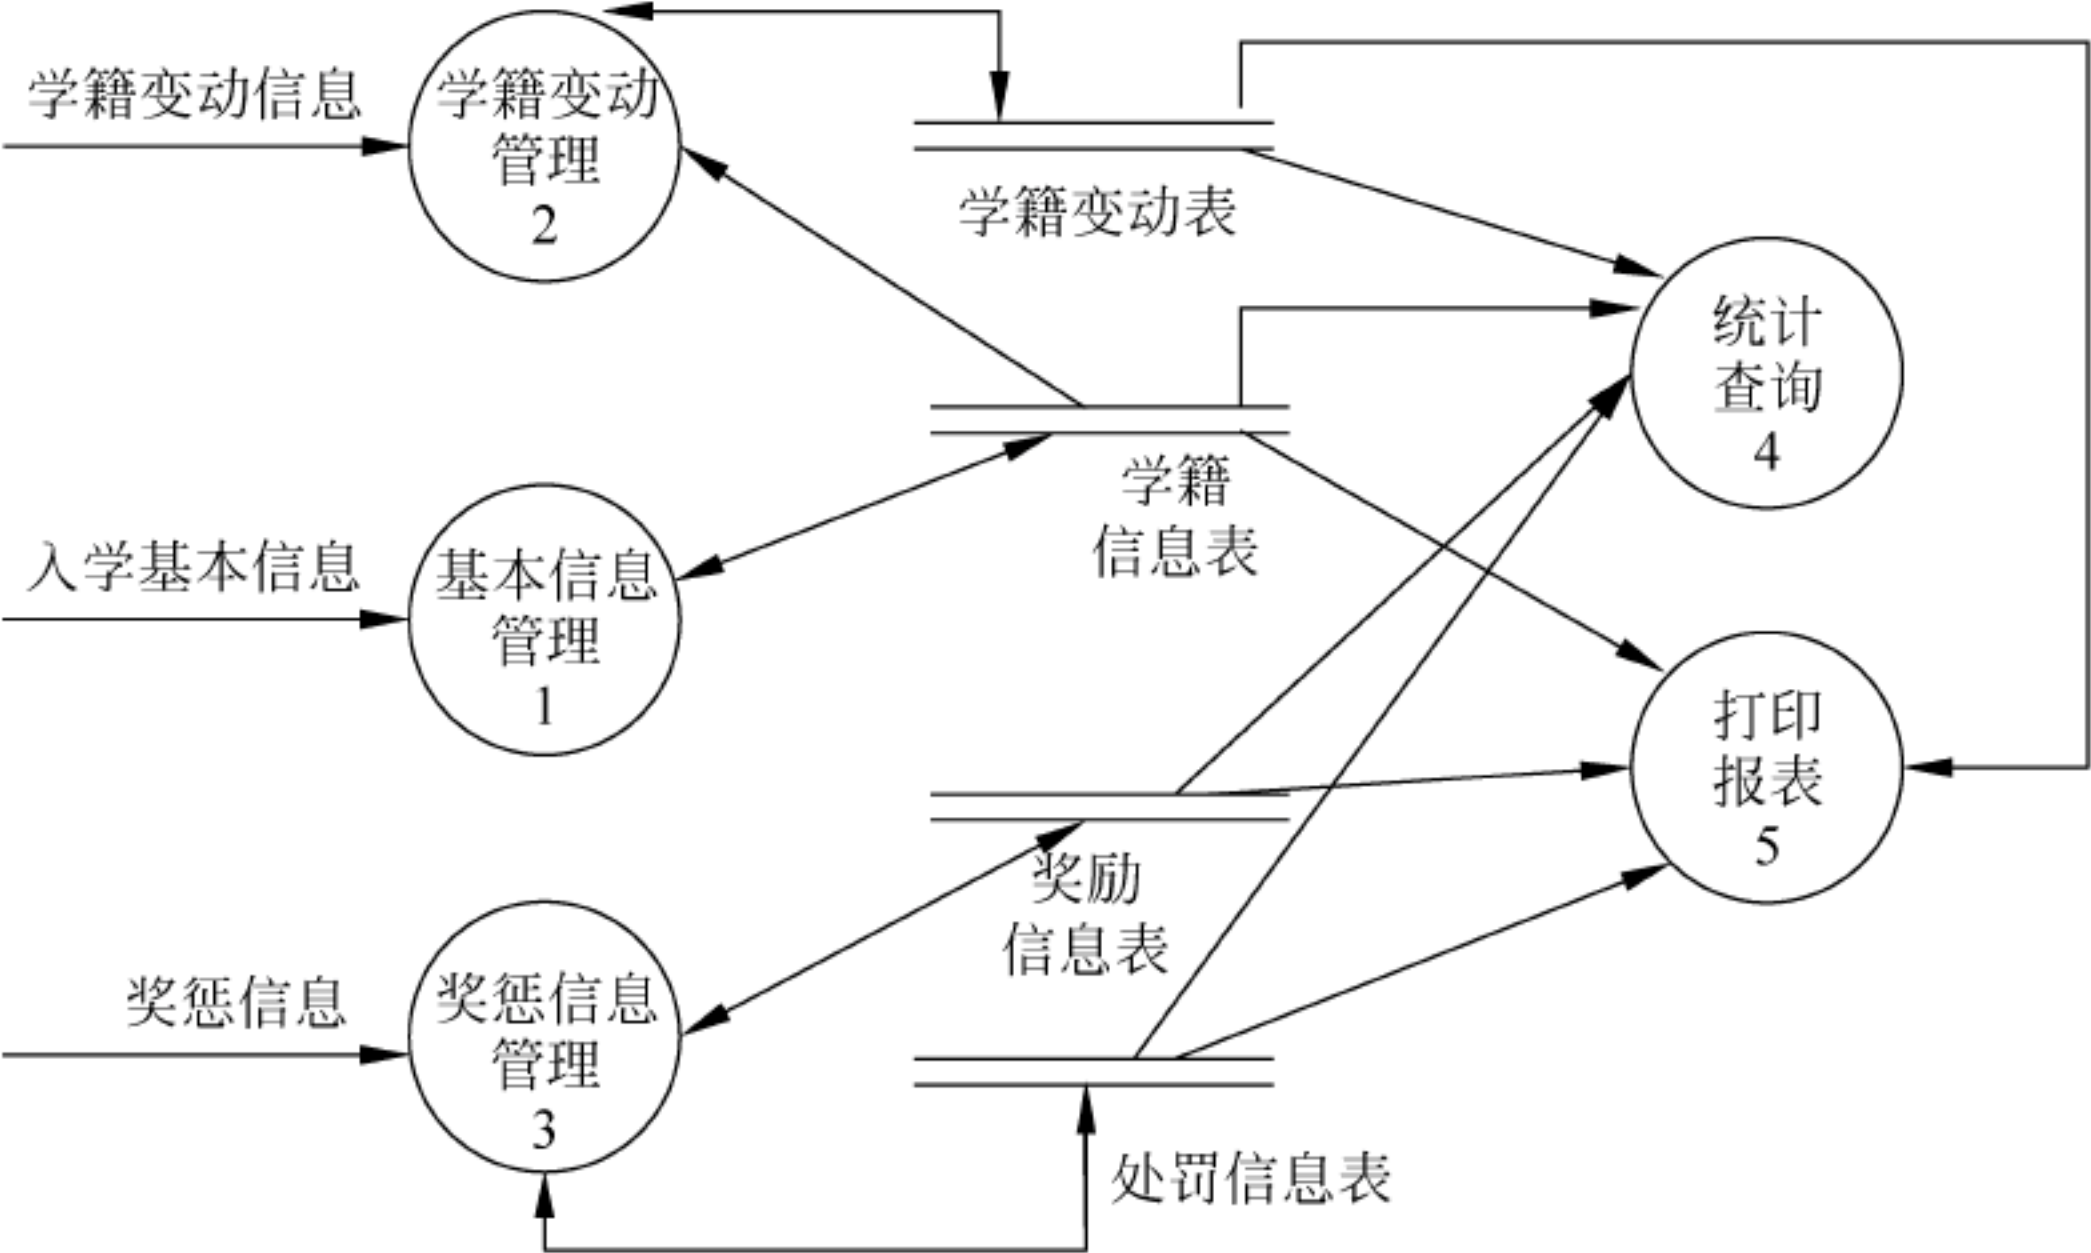 学籍变动信息
学籍变动
管理
2
学籍变动表
统计
查询
4
学籍
信息表
入学基本信息
基本信息
管理
1
打印
报表
5
奖励
信息表
奖惩信息
奖惩信息
管理
3
处罚信息表